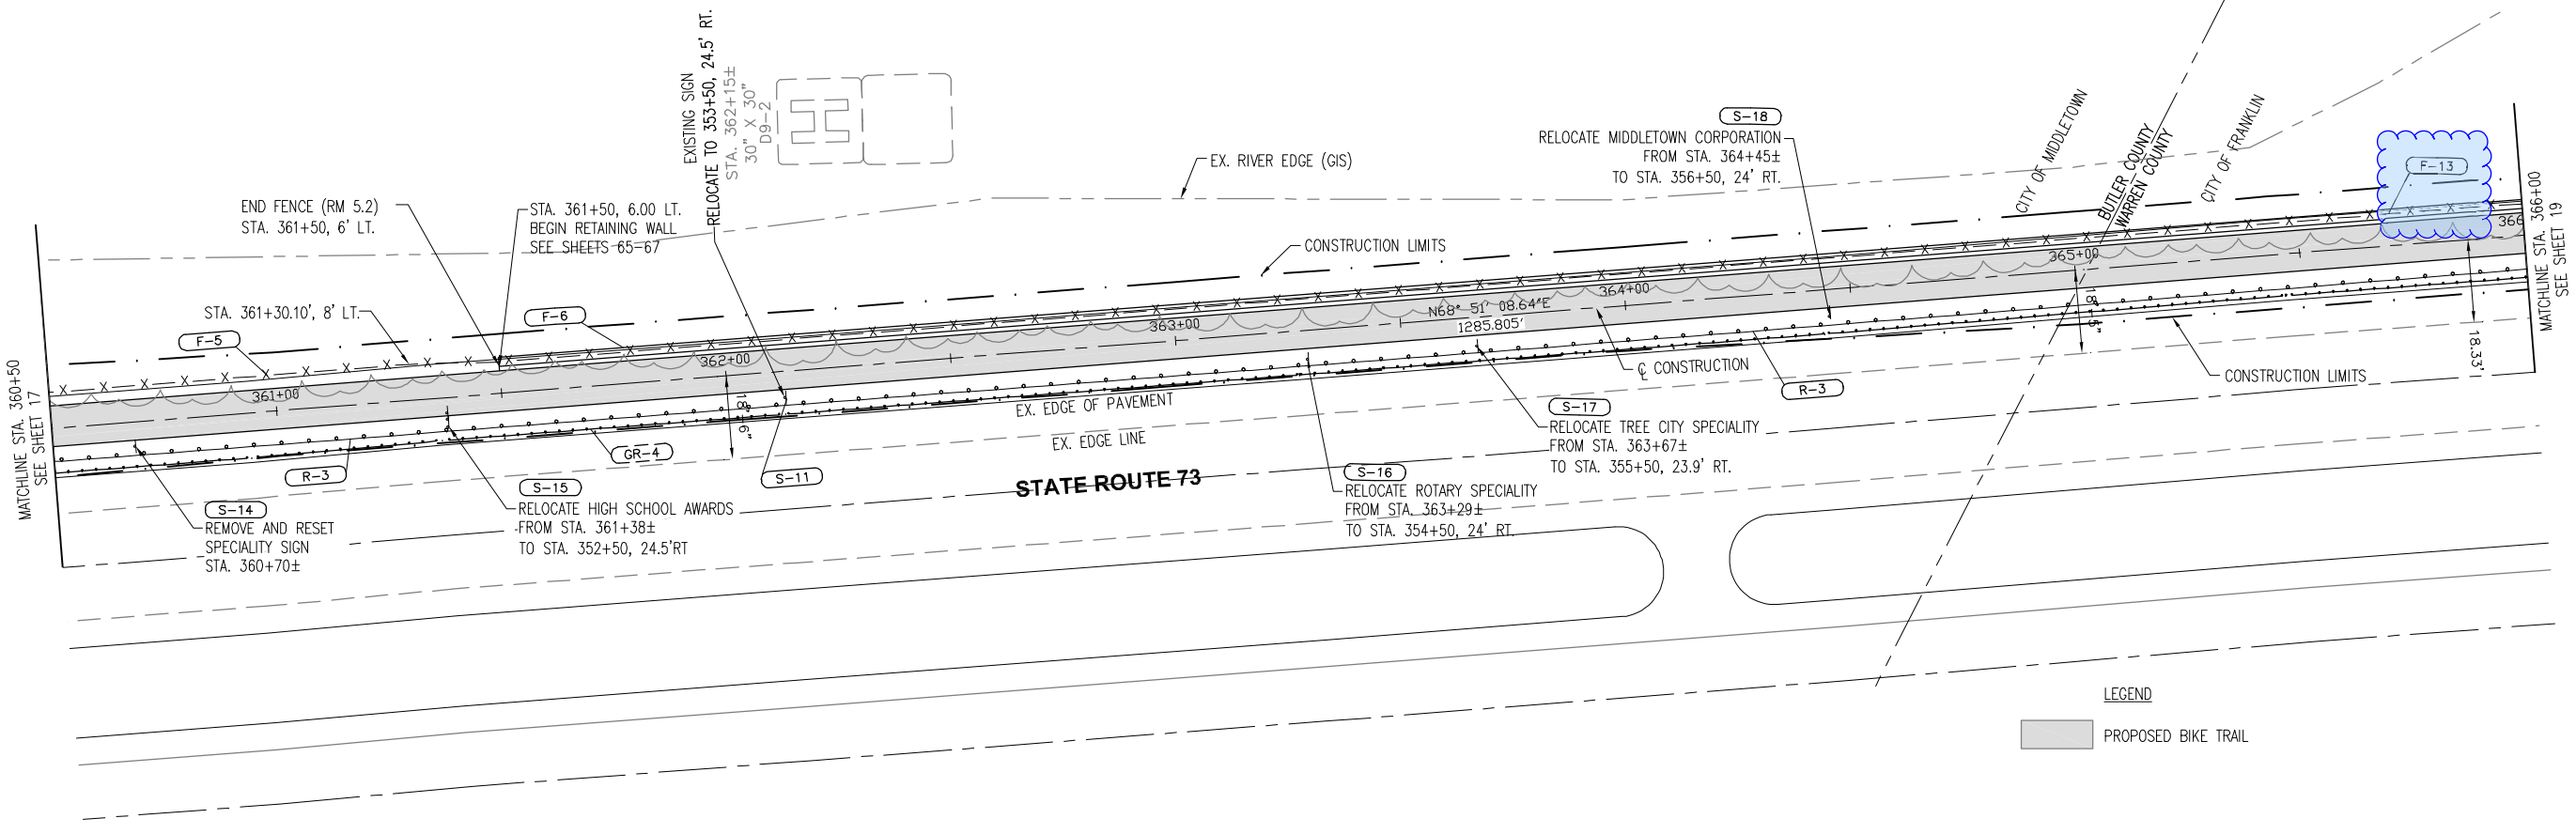 EXISTING SIGN
RELOCATE TO 353+50, 24.5' RT.
STA. 362+15±
30" X 30"
D9-2
H
EX. RIVER EDGE (GIS)
S-18
RELOCATE MIDDLETOWN CORPORATION
FROM STA. 364+45±
TO STA. 356+50, 24' RT.
CITY OF MIDDLETOWN
BUTLER COUNTY
WARREN COUNTY
CITY OF FRANKLIN
F-13
END FENCE (RM 5.2)
STA. 361+50, 6' LT.
STA. 361+50, 6.00 LT.
BEGIN RETAINING WALL
SEE SHEETS 65-67
CONSTRUCTION LIMITS
STA. 361+30.10', 8' LT.
F-5
F-6
MATCHLINE STA. 360+50
SEE SHEET 17
361+00
362+00
363+00
364+00
365+00
366
N68° 51' 08.64"E
1285.805'
MATCHLINE STA. 366+00
SEE SHEET 19
18'-6"
18'-5"
18.33'
℄ CONSTRUCTION
R-3
CONSTRUCTION LIMITS
EX. EDGE OF PAVEMENT
EX. EDGE LINE
STATE ROUTE 73
R-3
GR-4
S-11
S-14
REMOVE AND RESET
SPECIALITY SIGN
STA. 360+70±
S-15
RELOCATE HIGH SCHOOL AWARDS
FROM STA. 361+38±
TO STA. 352+50, 24.5'RT
S-16
RELOCATE ROTARY SPECIALITY
FROM STA. 363+29±
TO STA. 354+50, 24' RT.
S-17
RELOCATE TREE CITY SPECIALITY
FROM STA. 363+67±
TO STA. 355+50, 23.9' RT.
LEGEND
PROPOSED BIKE TRAIL